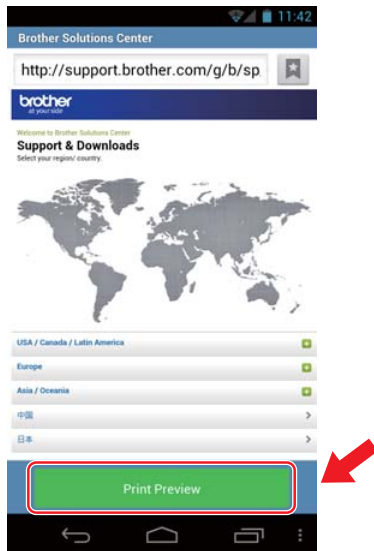 11:42
Brother Solutions Center
http://support.brother.com/g/b/sp
brother
at your side
Welcome to Brother Solutions Center
Support & Downloads
Select your region/ country.
USA / Canada / Latin America
Europe
Asia / Oceania
中国
日本
Print Preview